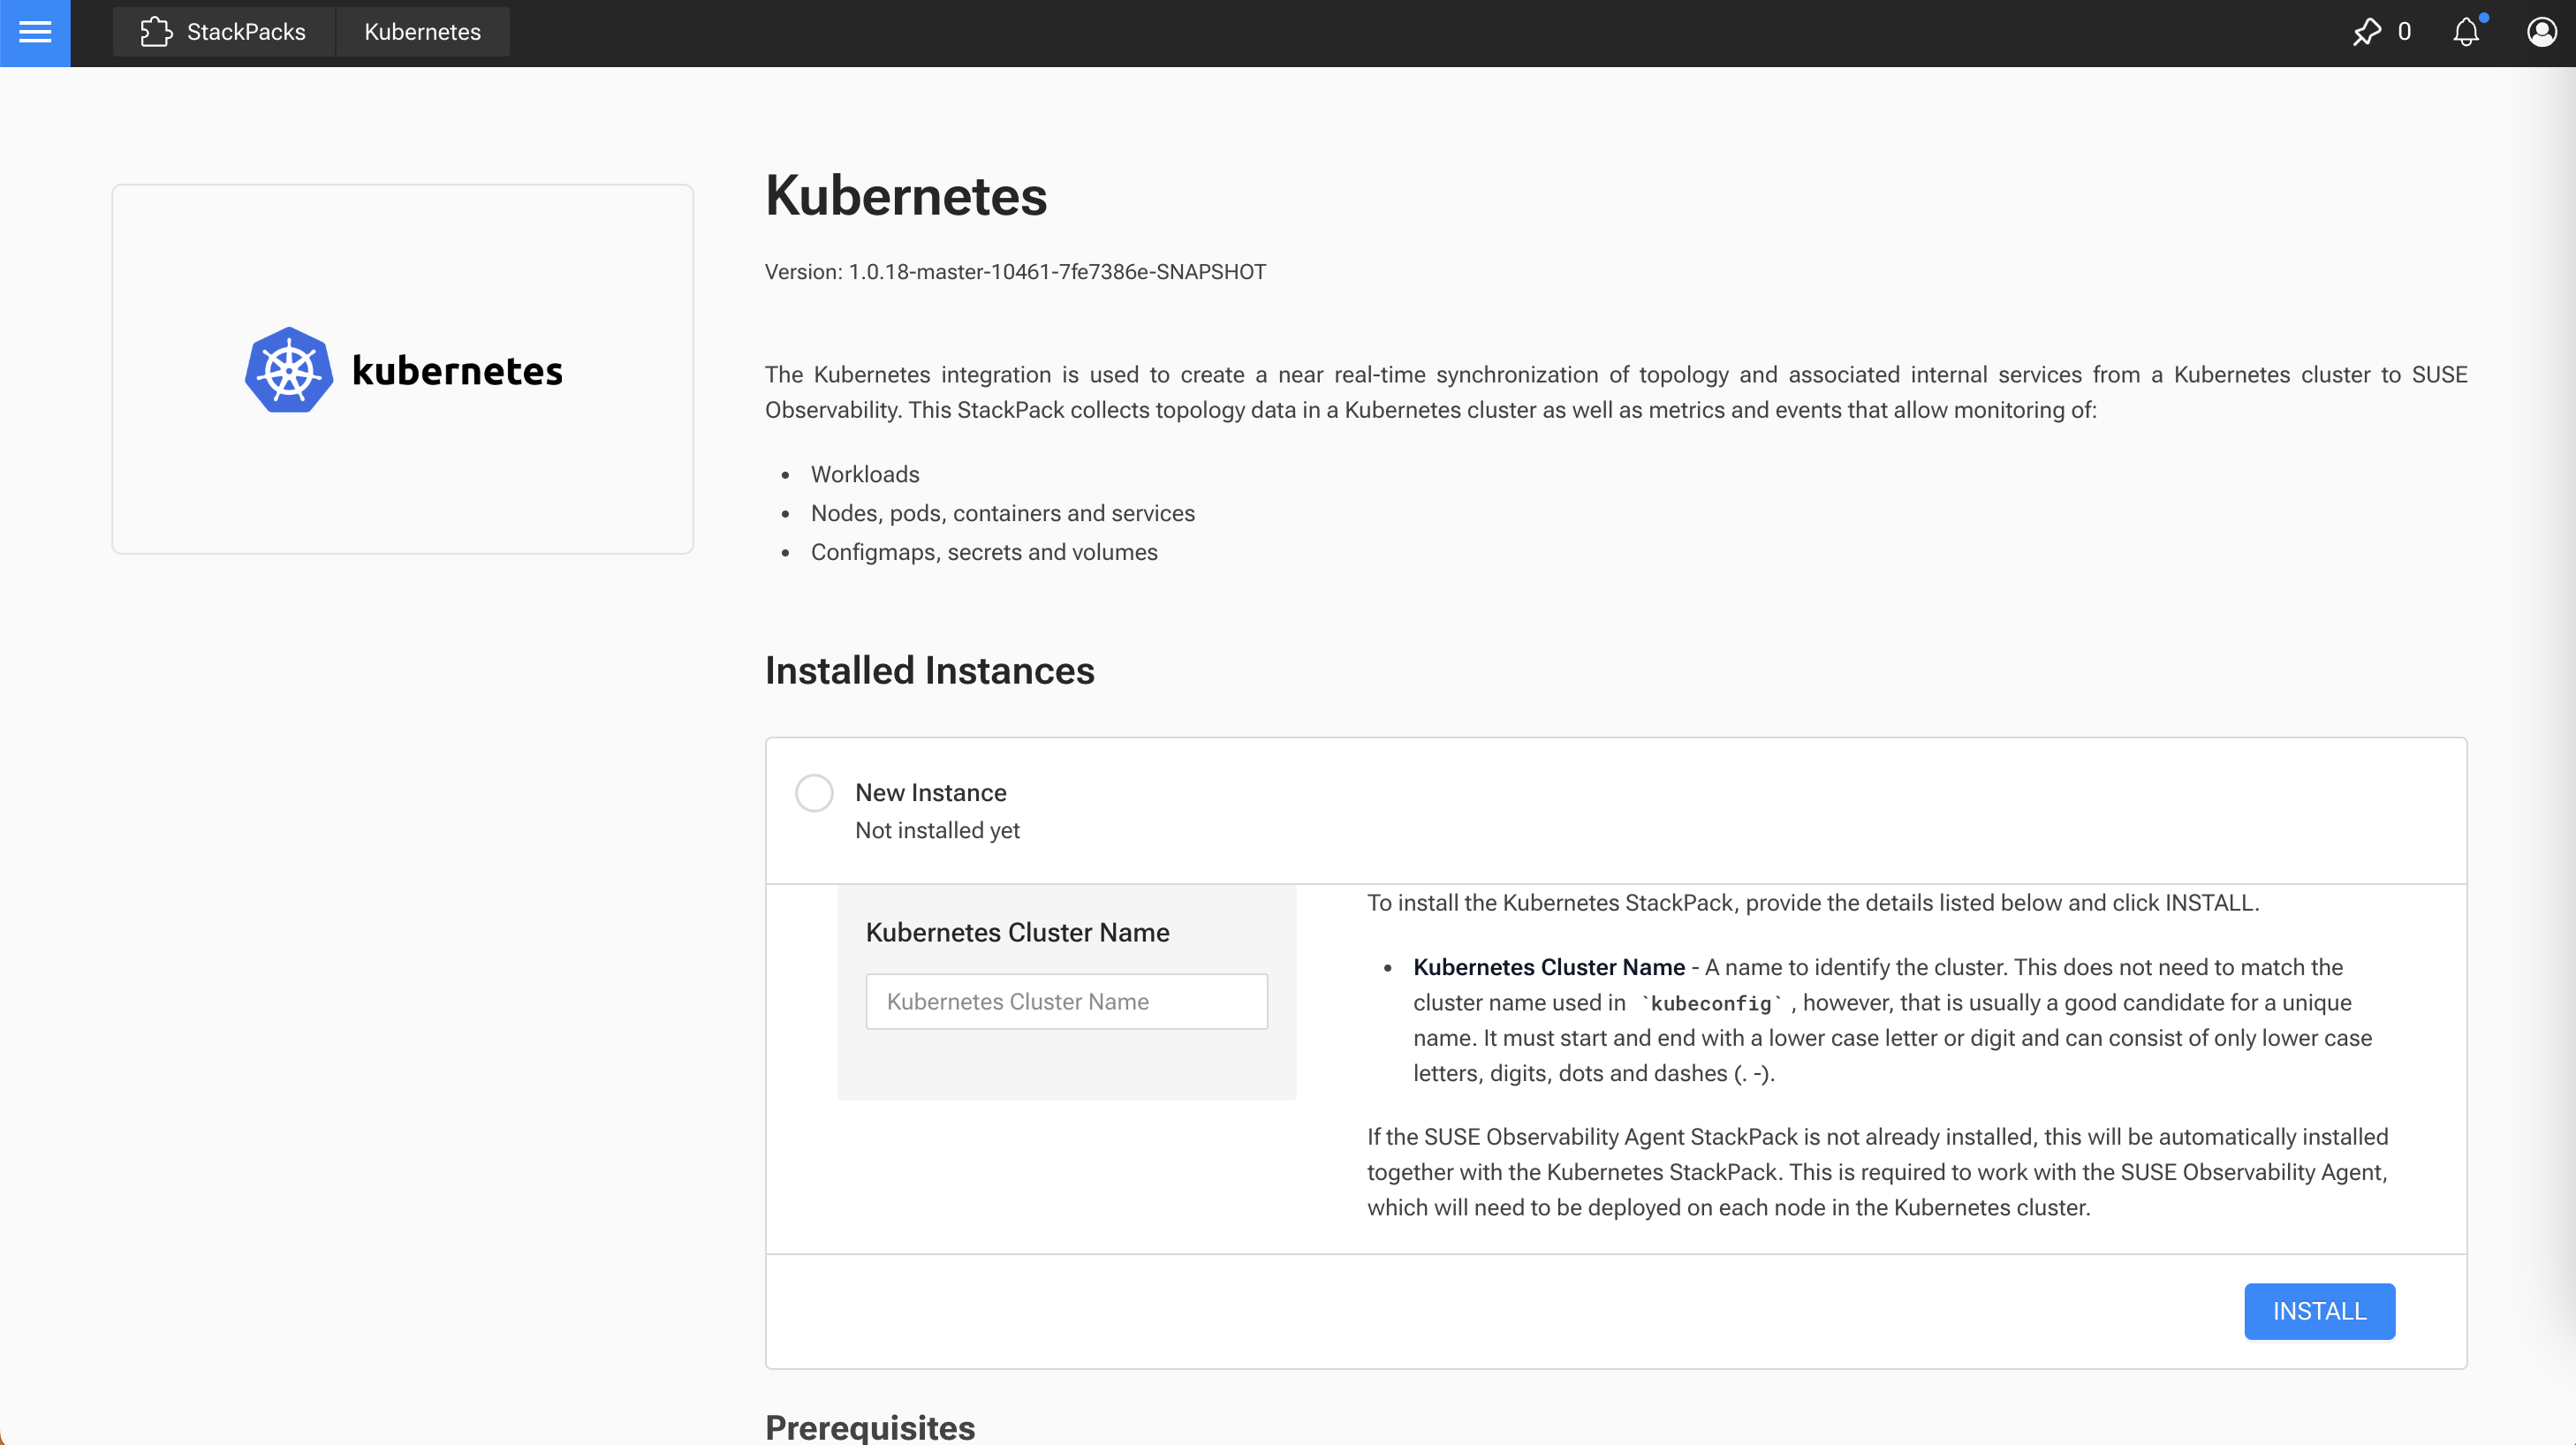 StackPacks
Kubernetes
0
kubernetes
Kubernetes
Version: 1.0.18-master-10461-7fe7386e-SNAPSHOT
The Kubernetes integration is used to create a near real-time synchronization of topology and associated internal services from a Kubernetes cluster to SUSE
Observability. This StackPack collects topology data in a Kubernetes cluster as well as metrics and events that allow monitoring of:
• Workloads
• Nodes, pods, containers and services
• Configmaps, secrets and volumes
Installed Instances
New Instance
Not installed yet
Kubernetes Cluster Name
Kubernetes Cluster Name
To install the Kubernetes StackPack, provide the details listed below and click INSTALL.
• Kubernetes Cluster Name - A name to identify the cluster. This does not need to match the
cluster name used in `kubeconfig` , however, that is usually a good candidate for a unique
name. It must start and end with a lower case letter or digit and can consist of only lower case
letters, digits, dots and dashes (. -).
If the SUSE Observability Agent StackPack is not already installed, this will be automatically installed
together with the Kubernetes StackPack. This is required to work with the SUSE Observability Agent,
which will need to be deployed on each node in the Kubernetes cluster.
INSTALL
Prerequisites